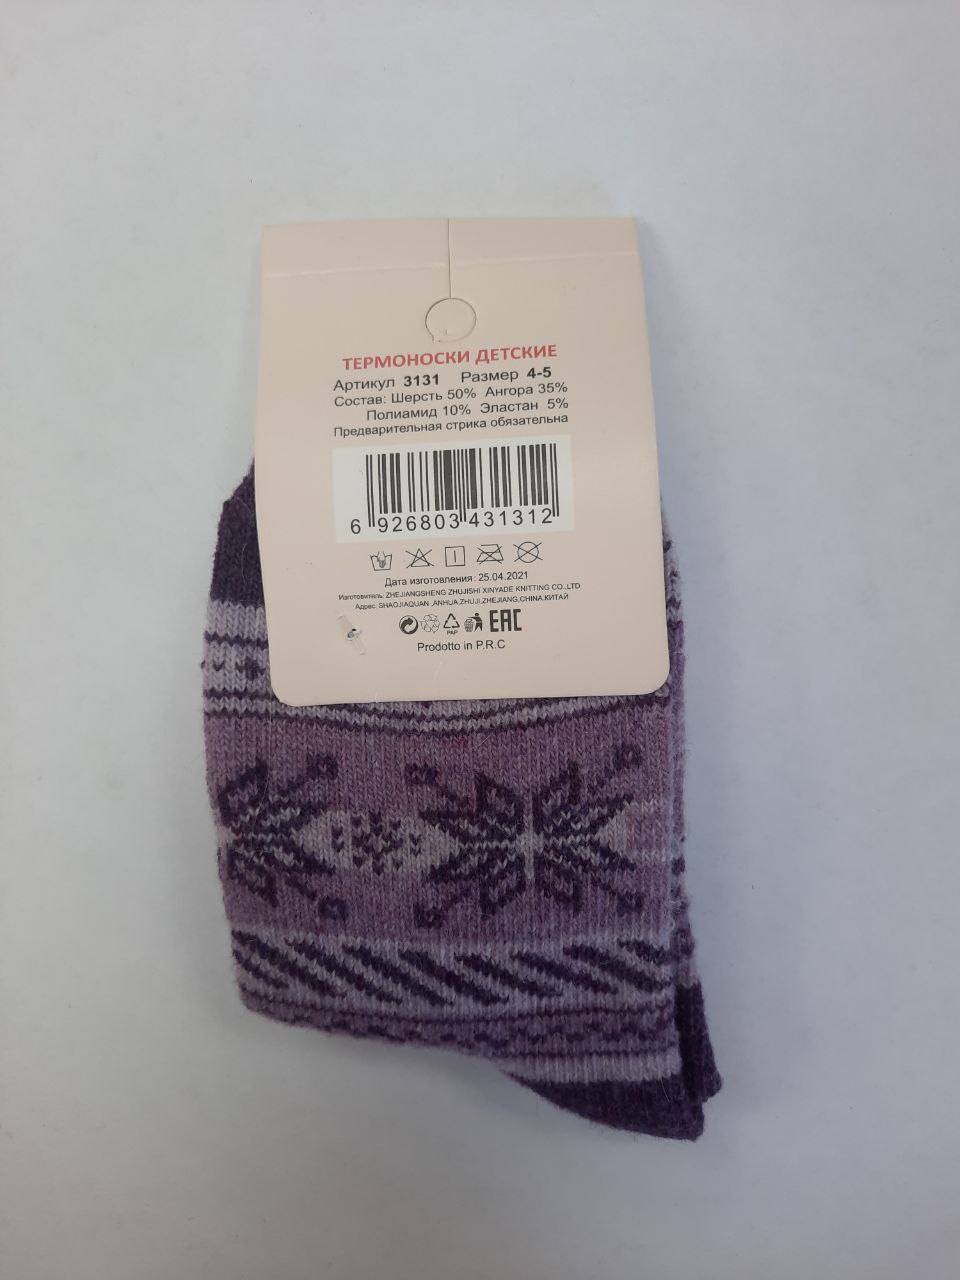 ТЕРМОНОСКИ ДЕТСКИЕ
Артикул 3131 Размер 4-5
Состав: Шерсть 50% Ангора 35%
Полиамид 10% Эластан 5%
Предварительная стрика обязательна
6 926803 431312
Дата изготовления: 25.04.2021
Изготовитель: ZHEJIANGSHENG ZHUJISHI XINYADE KNITTING CO.,LTD
Адрес: SHAOJIAQUAN ,ANHUA,ZHUJI,ZHEJIANG,CHINA.КИТАЙ
PAP EAC
Prodotto in P.R.C